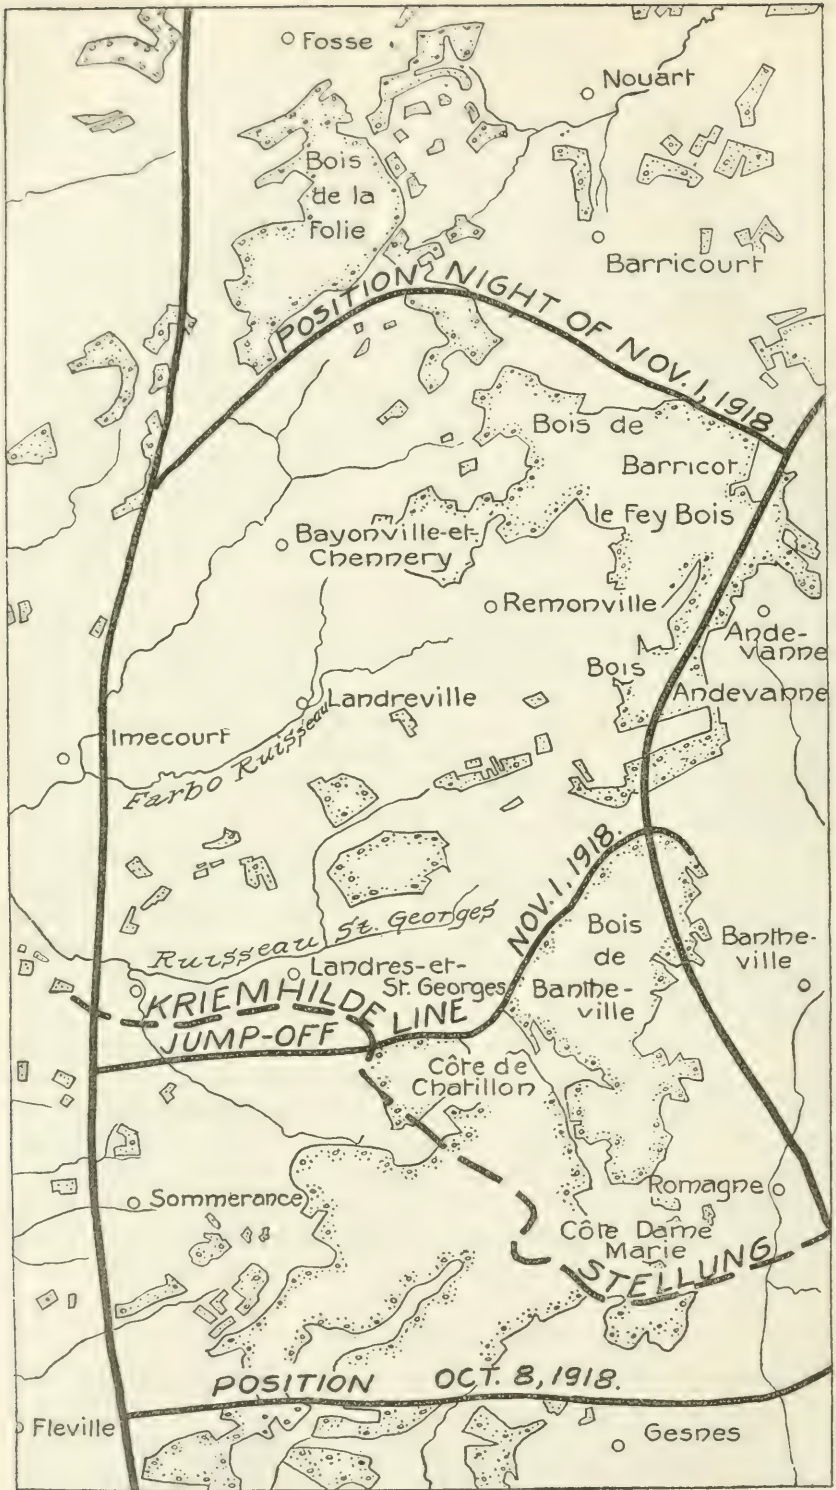 Fosse
Nouart
Bois
de la
Folie
Barricourt
POSITION NIGHT OF NOV. 1, 1918.
Bois de
Barricot
le Fey Bois
Bayonville-et-
Chennery
Remonville
Ande-
vanne
Bois
Andevanne
Landreville
Imecourt
Farbo Ruisseau
NOV. 1, 1918.
Ruisseau St. Georges
Bois
de
Banthe-
ville
Banthe-
ville
Landres-et-
St. Georges
KRIEMHILDE
JUMP-OFF LINE
Côte de
Chatillon
Sommerance
Romagne
Côte Dame
Marie
STELLUNG
POSITION OCT. 8, 1918.
Fleville
Gesnes